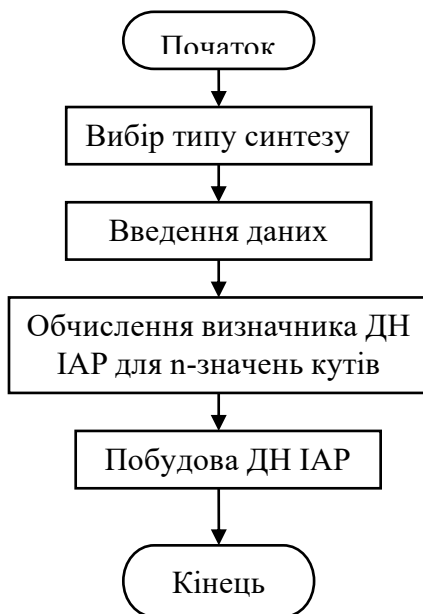 Початок
Вибір типу синтезу
Введення даних
Обчислення визначника ДН
ІАР для n-значень кутів
Побудова ДН ІАР
Кінець